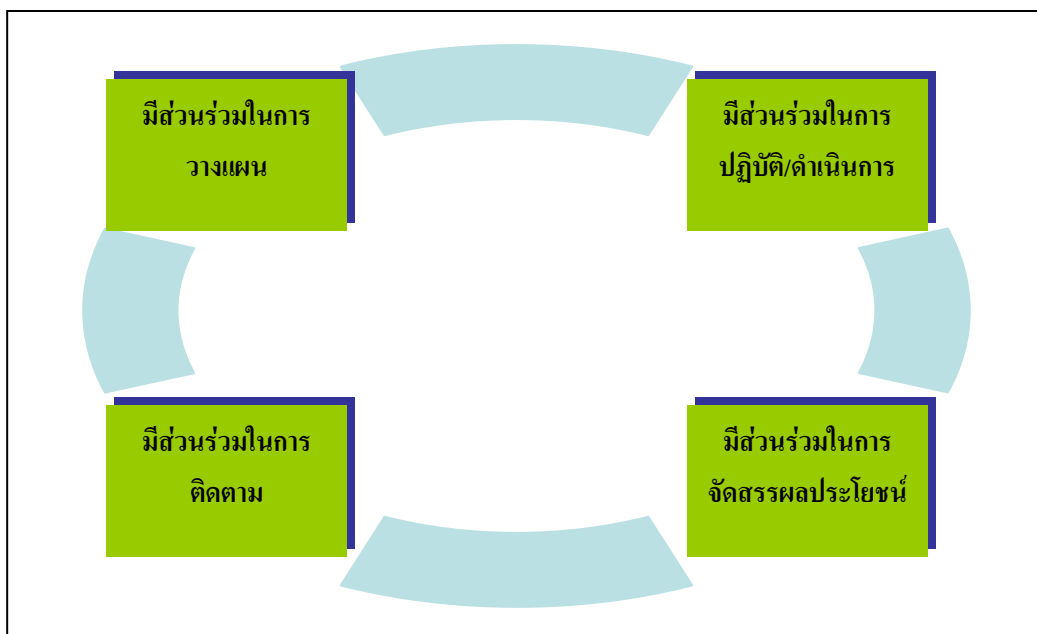 มีส่วนร่วมในการ
วางแผน
มีส่วนร่วมในการ
ปฏิบัติ/ดำเนินการ
มีส่วนร่วมในการ
ติดตาม
มีส่วนร่วมในการ
จัดสรรผลประโยชน์